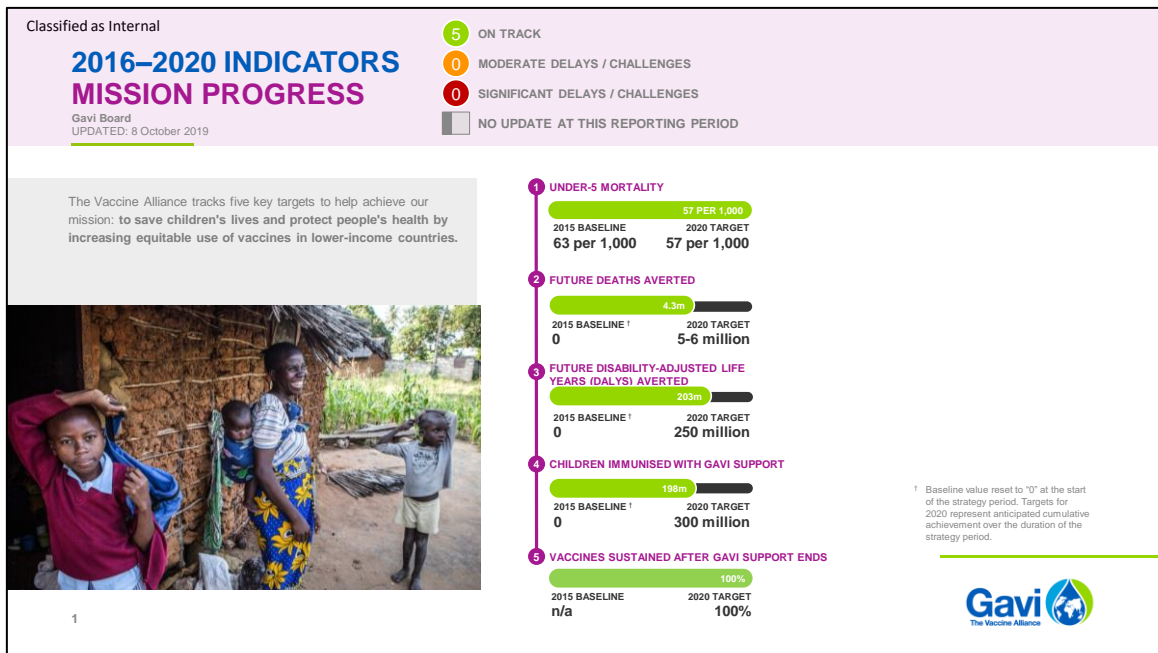 Classified as Internal
2016–2020 INDICATORS
MISSION PROGRESS
Gavi Board
UPDATED: 8 October 2019
5 ON TRACK
0 MODERATE DELAYS / CHALLENGES
0 SIGNIFICANT DELAYS / CHALLENGES
NO UPDATE AT THIS REPORTING PERIOD
The Vaccine Alliance tracks five key targets to help achieve our
mission: to save children's lives and protect people's health by
increasing equitable use of vaccines in lower-income countries.
1 UNDER-5 MORTALITY
57 PER 1,000
2015 BASELINE 2020 TARGET
63 per 1,000 57 per 1,000
2 FUTURE DEATHS AVERTED
4.3m
2015 BASELINE † 2020 TARGET
0 5-6 million
3 FUTURE DISABILITY-ADJUSTED LIFE
YEARS (DALYS) AVERTED
203m
2015 BASELINE † 2020 TARGET
0 250 million
4 CHILDREN IMMUNISED WITH GAVI SUPPORT
198m
2015 BASELINE † 2020 TARGET
0 300 million
5 VACCINES SUSTAINED AFTER GAVI SUPPORT ENDS
100%
2015 BASELINE 2020 TARGET
n/a 100%
† Baseline value reset to “0” at the start
of the strategy period. Targets for
2020 represent anticipated cumulative
achievement over the duration of the
strategy period.
Gavi
The Vaccine Alliance
1